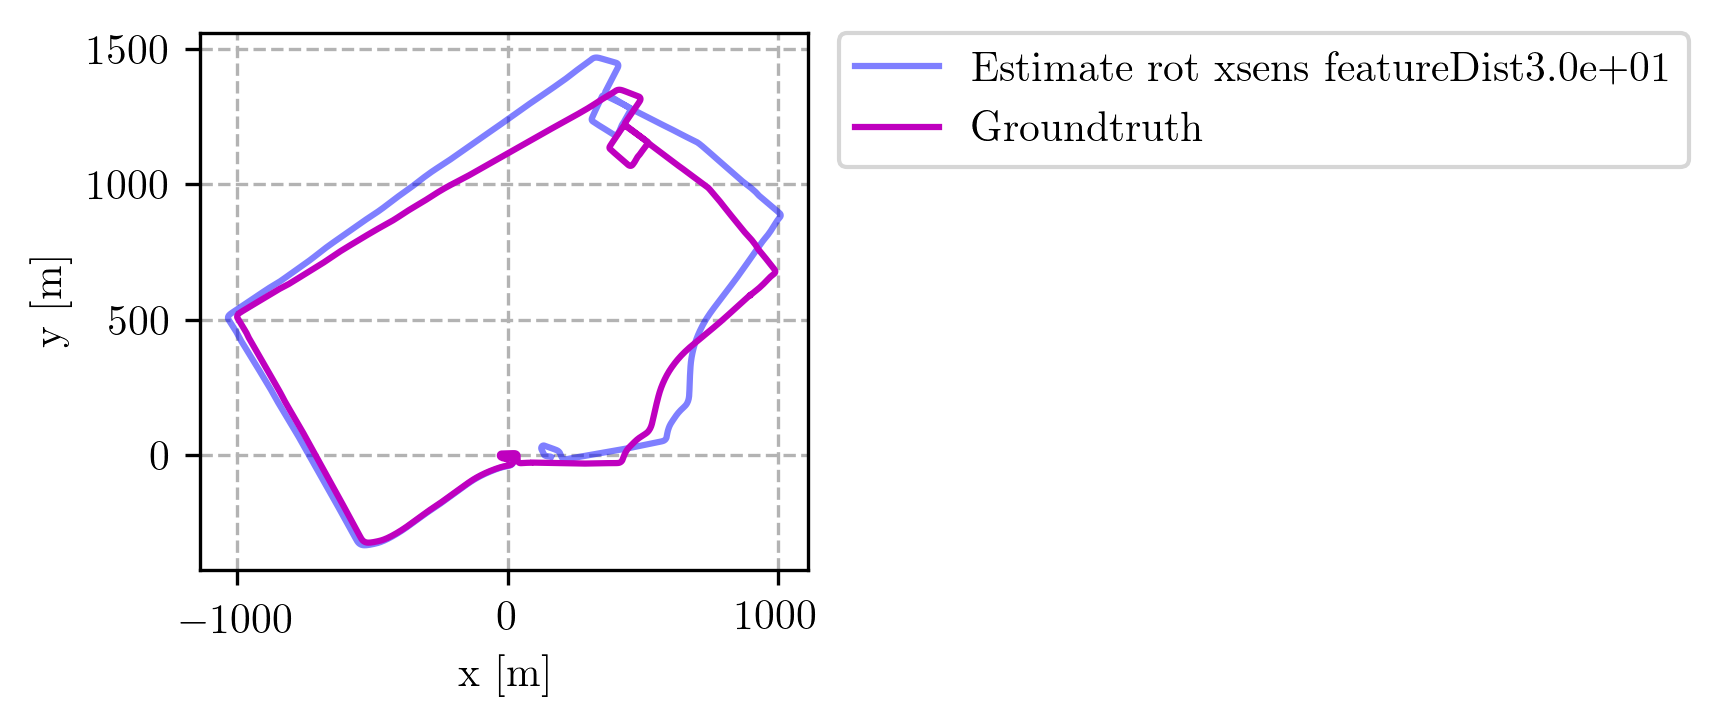 1500
1000
500
0
y [m]
−1000 0 1000
x [m]
Estimate rot xsens featureDist3.0e+01
Groundtruth